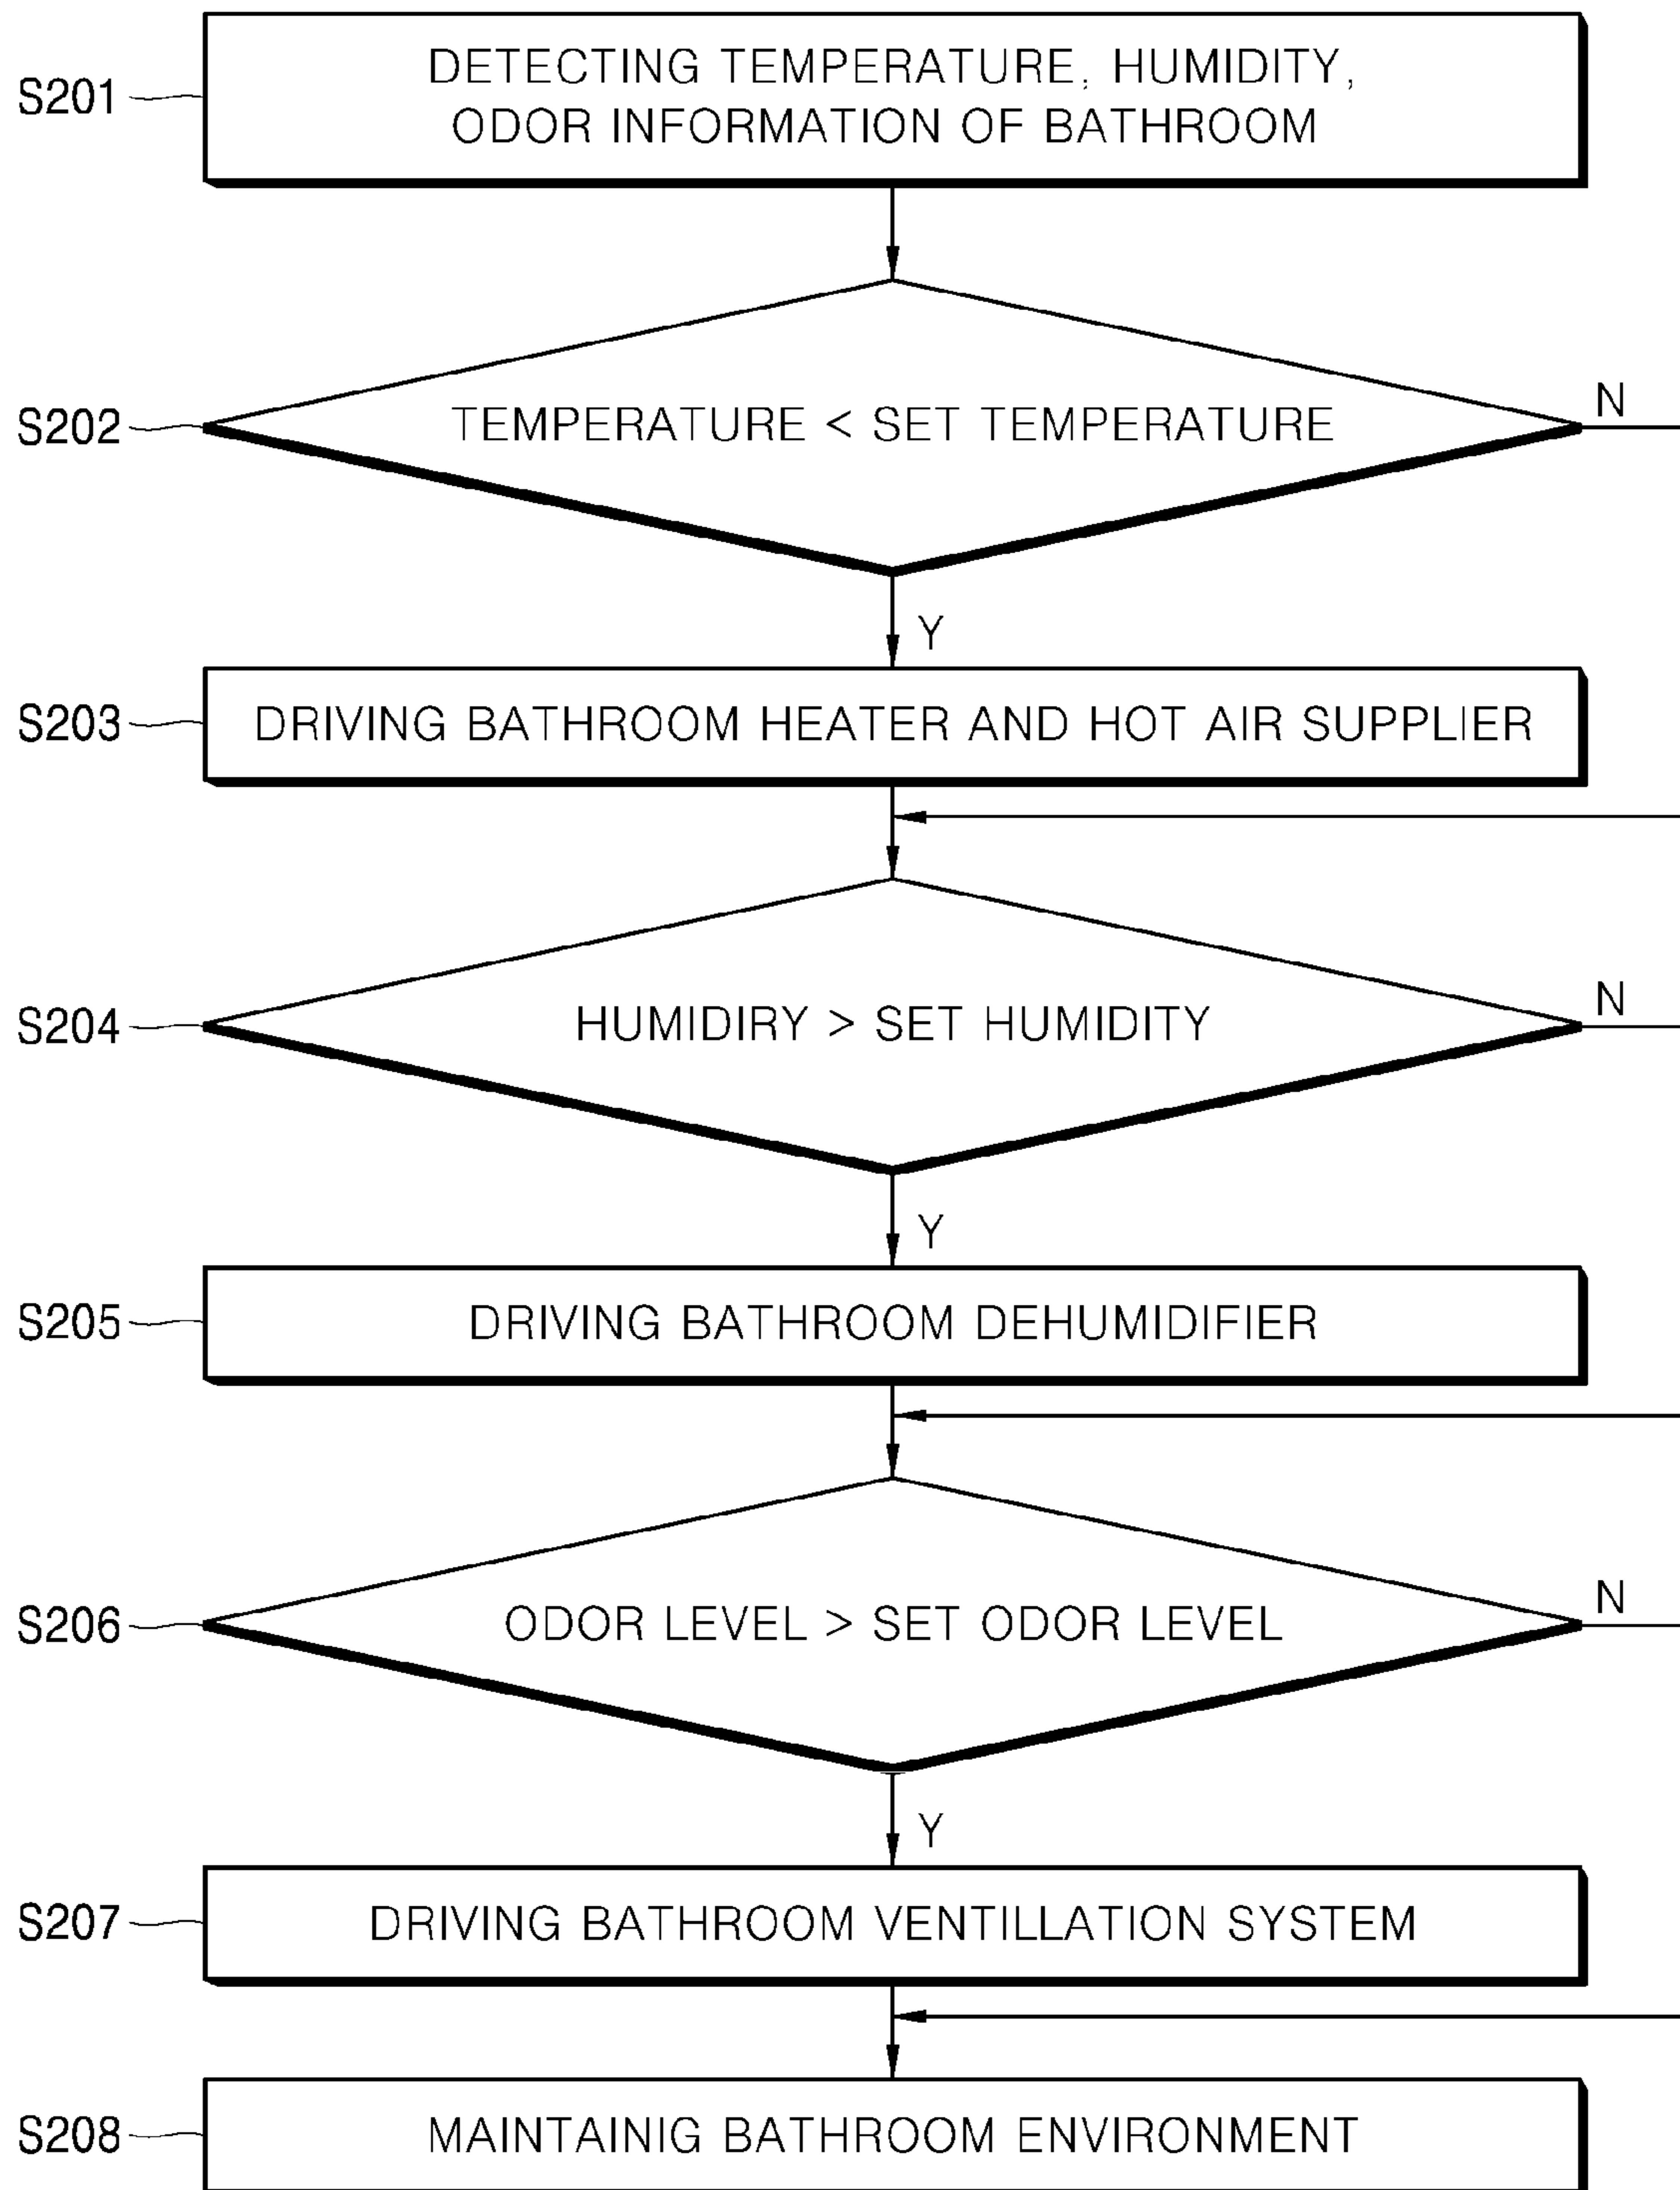 S201
DETECTING TEMPERATURE, HUMIDITY,
ODOR INFORMATION OF BATHROOM
S202
TEMPERATURE < SET TEMPERATURE
N
Y
S203
DRIVING BATHROOM HEATER AND HOT AIR SUPPLIER
S204
HUMIDIRY > SET HUMIDITY
N
Y
S205
DRIVING BATHROOM DEHUMIDIFIER
S206
ODOR LEVEL > SET ODOR LEVEL
N
Y
S207
DRIVING BATHROOM VENTILLATION SYSTEM
S208
MAINTAINIG BATHROOM ENVIRONMENT